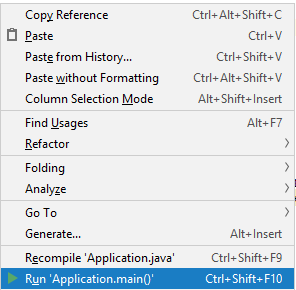 Copy Reference Ctrl+Alt+Shift+C
Paste Ctrl+V
Paste from History... Ctrl+Shift+V
Paste without Formatting Ctrl+Alt+Shift+V
Column Selection Mode Alt+Shift+Insert
Find Usages Alt+F7
Refactor
Folding
Analyze
Go To
Generate... Alt+Insert
Recompile 'Application.java' Ctrl+Shift+F9
Run 'Application.main()' Ctrl+Shift+F10